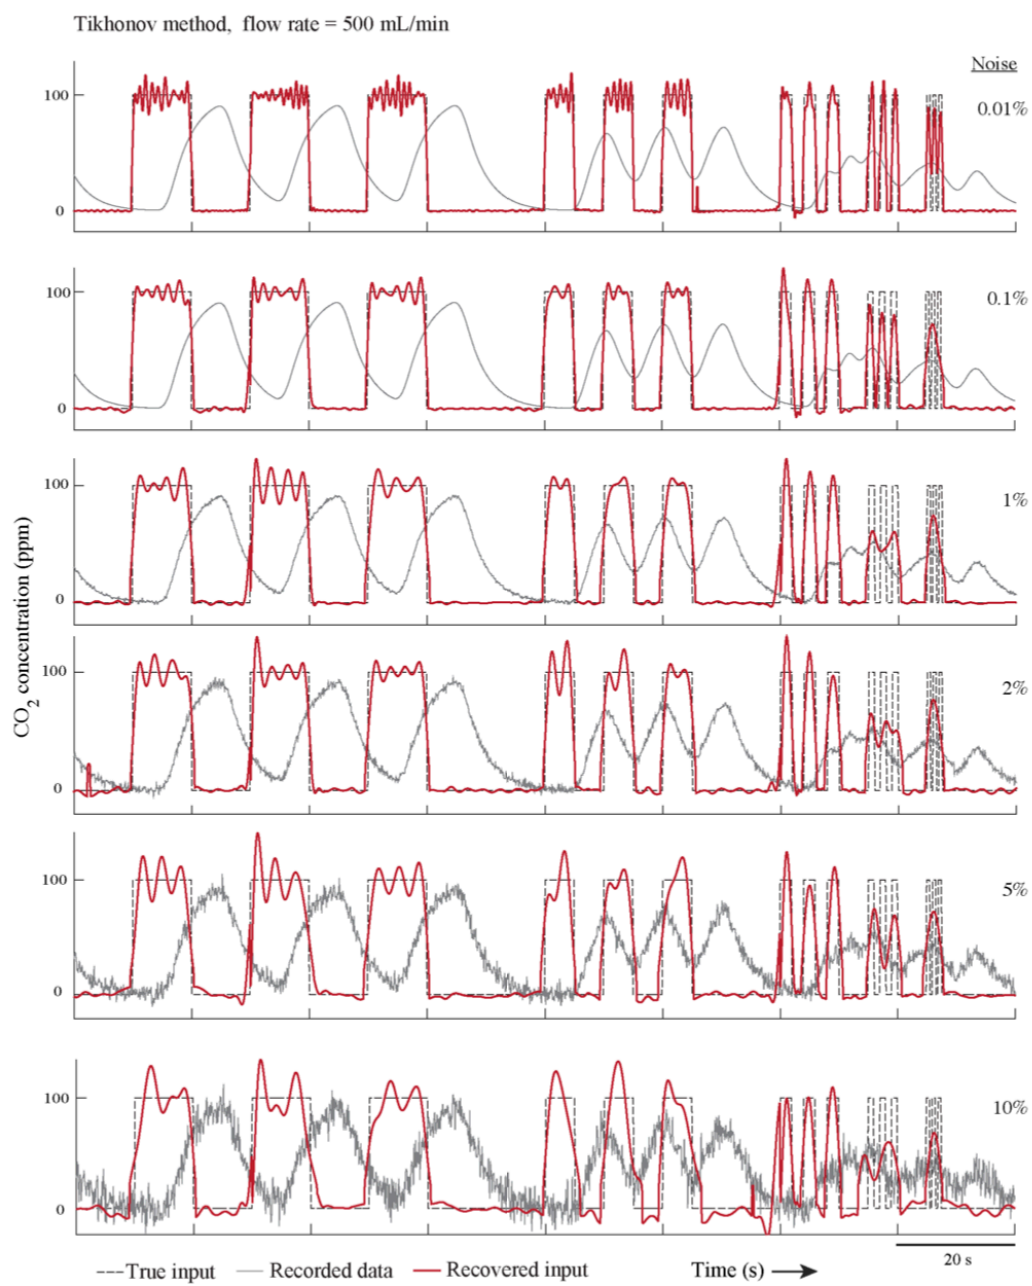 Tikhonov method, flow rate = 500 mL/min
Noise
100
0.01%
0
100
0.1%
0
100
1%
0
CO2 concentration (ppm)
100
2%
0
100
5%
0
100
10%
0
20 s
True input
Recorded data
Recovered input
Time (s)